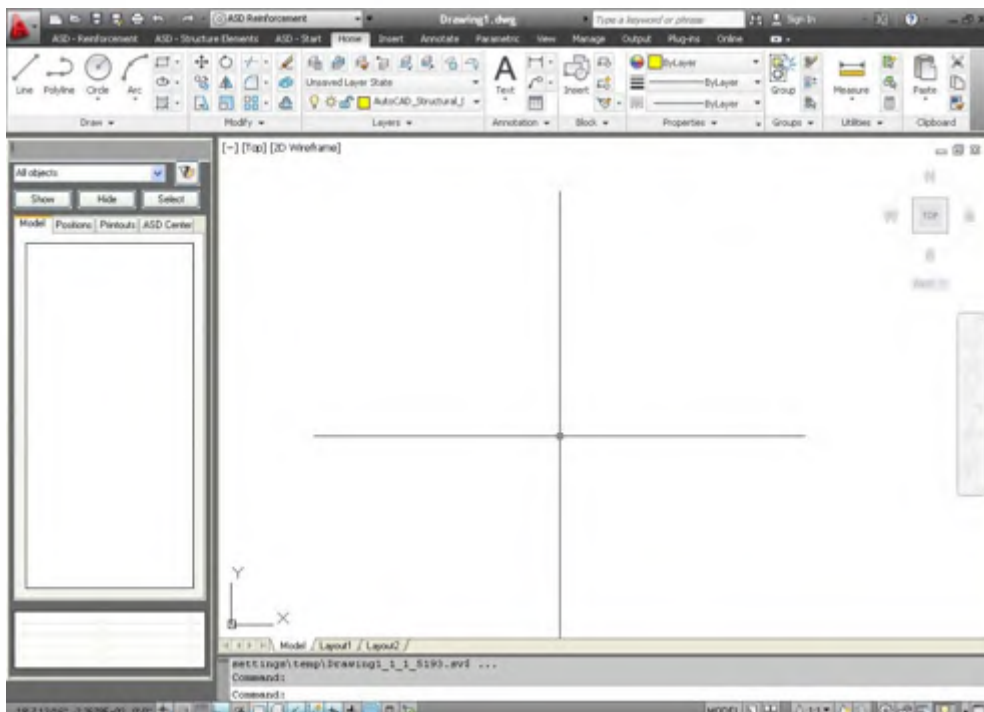 ASD Reinforcement Drawing1.dwg Type a keyword or phrase Sign In
ASD - Reinforcement ASD - Structure Elements ASD - Start Home Insert Annotate Parametric View Manage Output Plug-ins Online
Line Polyline Circle Arc
Unsaved Layer State
AutoCAD_Structural_
Text
Insert
ByLayer
ByLayer
ByLayer
Group
Measure
Paste
Draw Modify Layers Annotation Block Properties Groups Utilities Clipboard
[-] [Top] [2D Wireframe]
All objects
Show Hide Select
Model Positions Printouts ASD Center
TOP
Y
X
Model Layout1 Layout2
settings\temp\Drawing1_1_1_5193.sv$ ...
Command:
Command:
MODEL 1:1